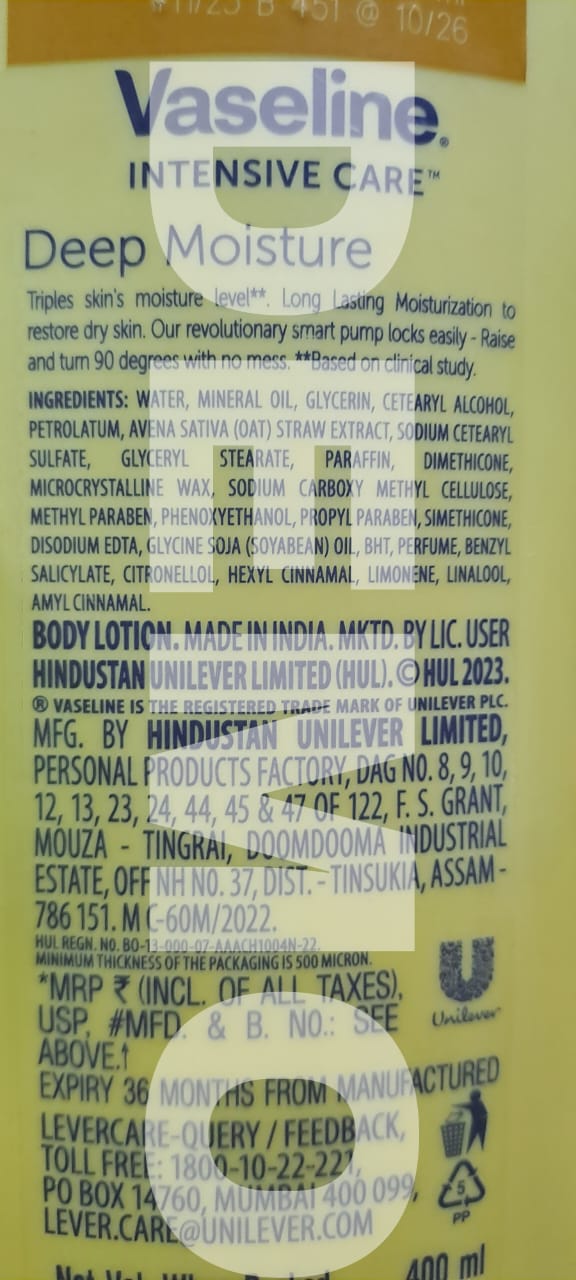 #11/23 B 451 @ 10/26
Vaseline®
INTENSIVE CARE™
Deep Moisture
Triples skin's moisture level**. Long Lasting Moisturization to
restore dry skin. Our revolutionary smart pump locks easily - Raise
and turn 90 degrees with no mess. **Based on clinical study.
INGREDIENTS: WATER, MINERAL OIL, GLYCERIN, CETEARYL ALCOHOL,
PETROLATUM, AVENA SATIVA (OAT) STRAW EXTRACT, SODIUM CETEARYL
SULFATE, GLYCERYL STEARATE, PARAFFIN, DIMETHICONE,
MICROCRYSTALLINE WAX, SODIUM CARBOXY METHYL CELLULOSE,
METHYL PARABEN, PHENOXYETHANOL, PROPYL PARABEN, SIMETHICONE,
DISODIUM EDTA, GLYCINE SOJA (SOYABEAN) OIL, BHT, PERFUME, BENZYL
SALICYLATE, CITRONELLOL, HEXYL CINNAMAL, LIMONENE, LINALOOL,
AMYL CINNAMAL.
BODY LOTION. MADE IN INDIA. MKTD. BY LIC. USER
HINDUSTAN UNILEVER LIMITED (HUL). © HUL 2023.
® VASELINE IS THE REGISTERED TRADE MARK OF UNILEVER PLC.
MFG. BY HINDUSTAN UNILEVER LIMITED,
PERSONAL PRODUCTS FACTORY, DAG NO. 8, 9, 10,
12, 13, 23, 24, 44, 45 & 47 OF 122, F. S. GRANT,
MOUZA - TINGRAI, DOOMDOOMA INDUSTRIAL
ESTATE, OFF NH NO. 37, DIST. - TINSUKIA, ASSAM -
786 151. M C-60M/2022.
HUL REGN. NO. BO-13-000-07-AAACH1004N-22.
MINIMUM THICKNESS OF THE PACKAGING IS 500 MICRON.
*MRP ₹ (INCL. OF ALL TAXES),
USP, #MFD. & B. NO.: SEE
ABOVE.↑
Unilever
EXPIRY 36 MONTHS FROM MANUFACTURED
LEVERCARE-QUERY / FEEDBACK,
TOLL FREE: 1800-10-22-221,
PO BOX 14760, MUMBAI 400 099,
LEVER.CARE@UNILEVER.COM
5
PP
400 ml
DEMO